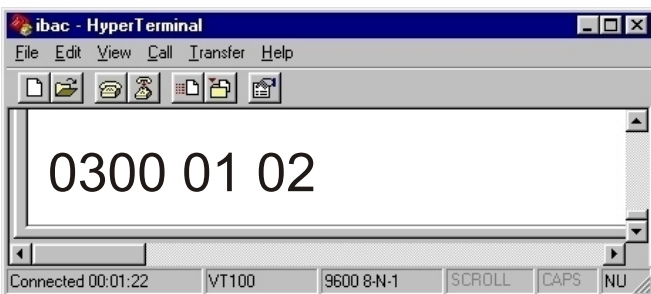 ibac - HyperTerminal
File Edit View Call Transfer Help
0300 01 02
Connected 00:01:22 VT100 9600 8-N-1 SCROLL CAPS NU